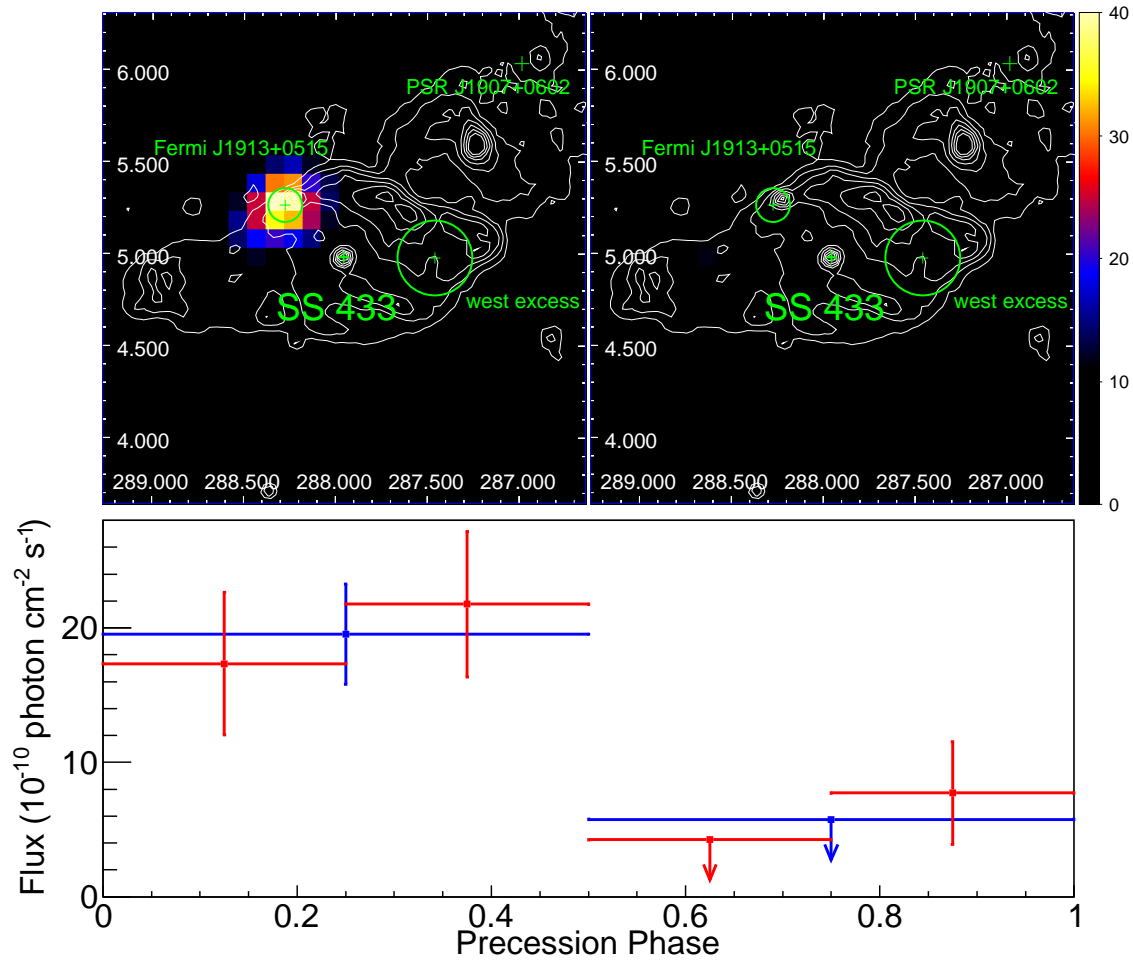 6.000
PSR J1907+0602
Fermi J1913+0515
5.500
5.000
SS 433
west excess
4.500
4.000
289.000 288.500 288.000 287.500 287.000
PSR J1907+0602
Fermi J1913+0515
SS 433
west excess
6.000
5.500
5.000
4.500
4.000
289.000 288.500 288.000 287.500 287.000
40
30
20
10
0
Flux (10⁻¹⁰ photon cm⁻² s⁻¹)
20
10
0
0 0.2 0.4 0.6 0.8 1
Precession Phase